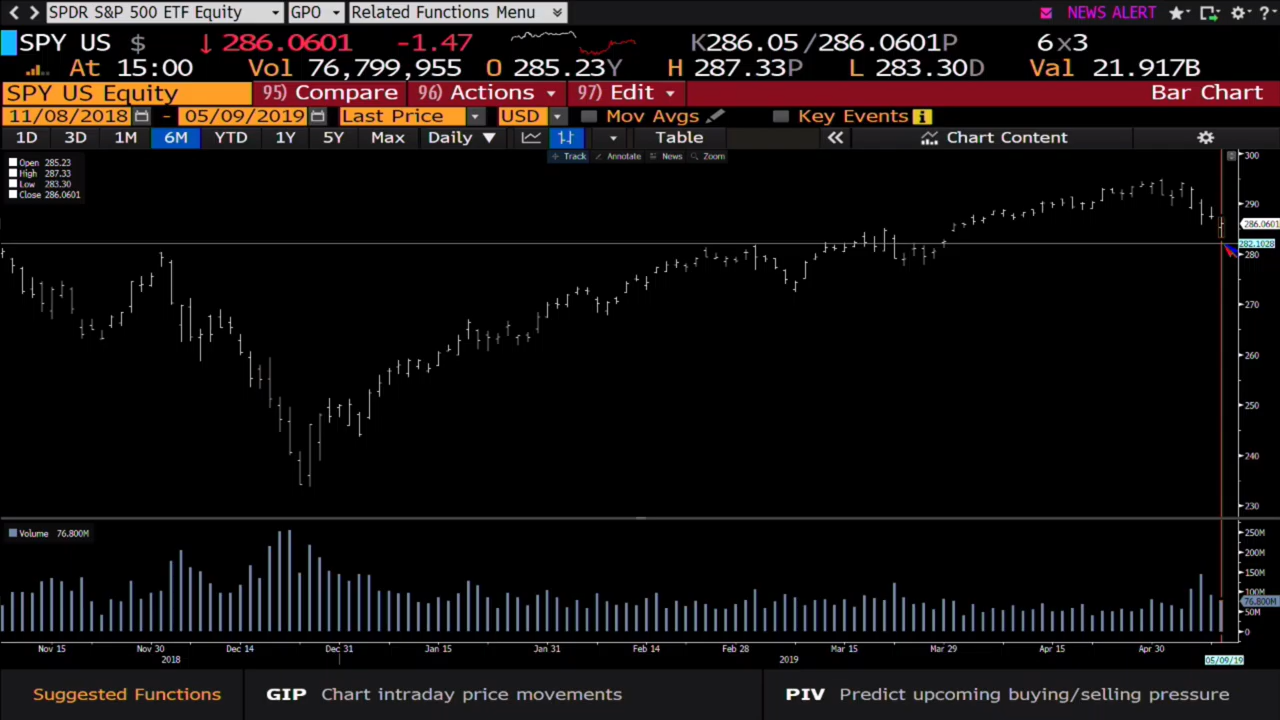 SPDR S&P 500 ETF Equity GPO Related Functions Menu NEWS ALERT ?
SPY US $ ↓ 286.0601 -1.47 K286.05 / 286.0601P 6x3
At 15:00 Vol 76,799,955 O 285.23Y H 287.33P L 283.30D Val 21.917B
SPY US Equity 95) Compare 96) Actions 97) Edit Bar Chart
11/08/2018 - 05/09/2019 Last Price USD Mov Avgs Key Events i
1D 3D 1M 6M YTD 1Y 5Y Max Daily ▼ Table « Chart Content
Track Annotate News Zoom
Open 285.23
High 287.33
Low 283.30
Close 286.0601
300
290
286.0601
282.1028
280
270
260
250
240
230
Volume 76.800M
250M
200M
150M
100M
76.800M
50M
0
Nov 15 Nov 30 Dec 14 Dec 31 Jan 15 Jan 31 Feb 14 Feb 28 Mar 15 Mar 29 Apr 15 Apr 30
2018 2019 05/09/19
Suggested Functions GIP Chart intraday price movements PIV Predict upcoming buying/selling pressure